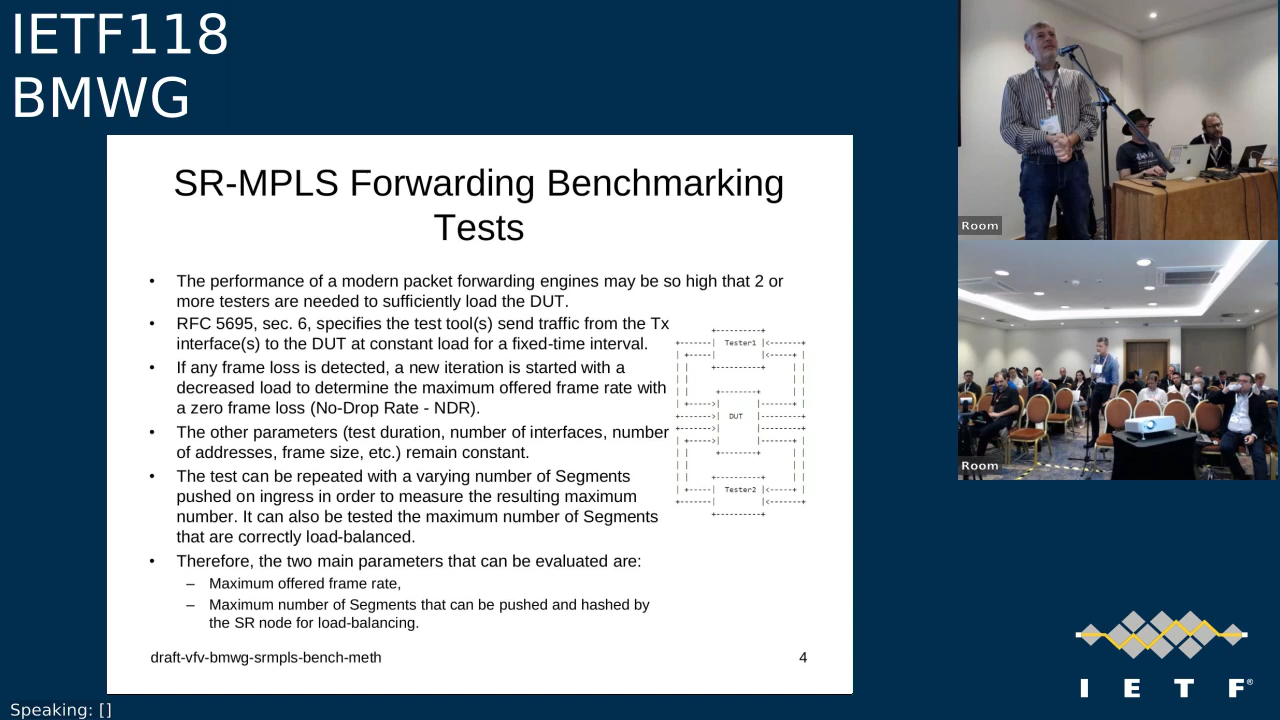 IETF118
BMWG
SR-MPLS Forwarding Benchmarking
Tests
• The performance of a modern packet forwarding engines may be so high that 2 or
more testers are needed to sufficiently load the DUT.
• RFC 5695, sec. 6, specifies the test tool(s) send traffic from the Tx
interface(s) to the DUT at constant load for a fixed-time interval.
• If any frame loss is detected, a new iteration is started with a
decreased load to determine the maximum offered frame rate with
a zero frame loss (No-Drop Rate - NDR).
• The other parameters (test duration, number of interfaces, number
of addresses, frame size, etc.) remain constant.
• The test can be repeated with a varying number of Segments
pushed on ingress in order to measure the resulting maximum
number. It can also be tested the maximum number of Segments
that are correctly load-balanced.
• Therefore, the two main parameters that can be evaluated are:
– Maximum offered frame rate,
– Maximum number of Segments that can be pushed and hashed by
the SR node for load-balancing.
Tester1
DUT
Tester2
draft-vfv-bmwg-srmpls-bench-meth
4
Room
Room
I E T F®
Speaking: []